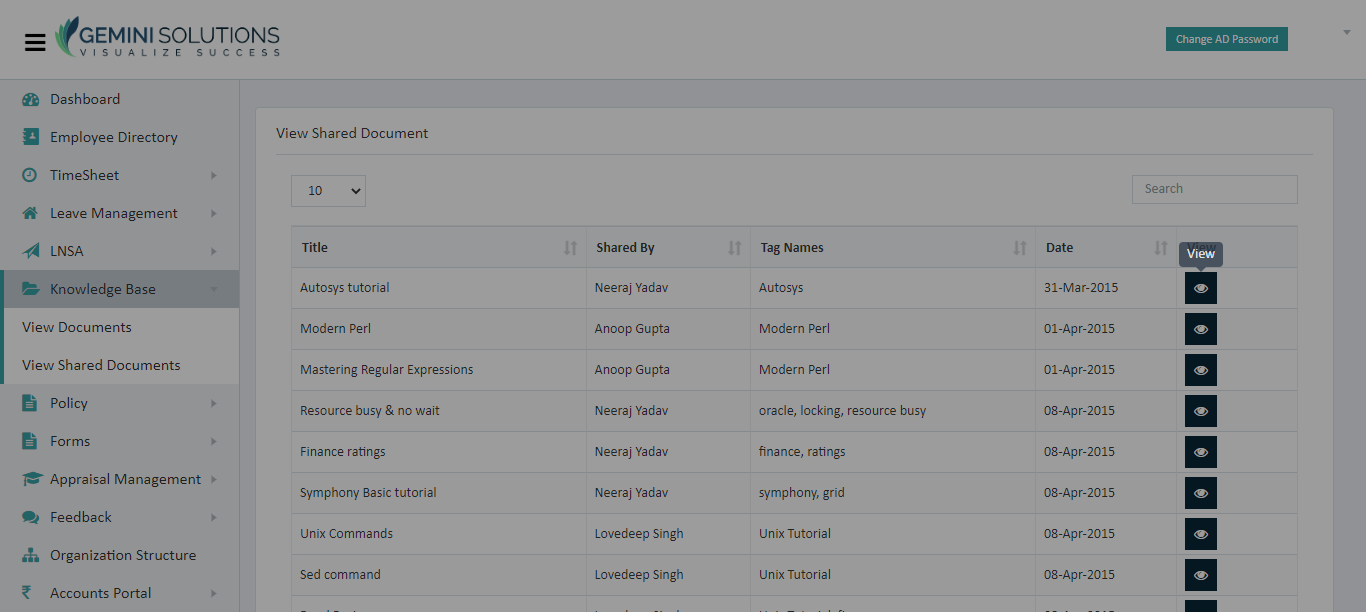 GEMINI SOLUTIONS
VISUALIZE SUCCESS
Change AD Password
Dashboard
Employee Directory
TimeSheet
Leave Management
LNSA
Knowledge Base
View Documents
View Shared Documents
Policy
Forms
Appraisal Management
Feedback
Organization Structure
Accounts Portal
View Shared Document
10
Search
Title Shared By Tag Names Date View
View
Autosys tutorial Neeraj Yadav Autosys 31-Mar-2015
Modern Perl Anoop Gupta Modern Perl 01-Apr-2015
Mastering Regular Expressions Anoop Gupta Modern Perl 01-Apr-2015
Resource busy & no wait Neeraj Yadav oracle, locking, resource busy 08-Apr-2015
Finance ratings Neeraj Yadav finance, ratings 08-Apr-2015
Symphony Basic tutorial Neeraj Yadav symphony, grid 08-Apr-2015
Unix Commands Lovedeep Singh Unix Tutorial 08-Apr-2015
Sed command Lovedeep Singh Unix Tutorial 08-Apr-2015